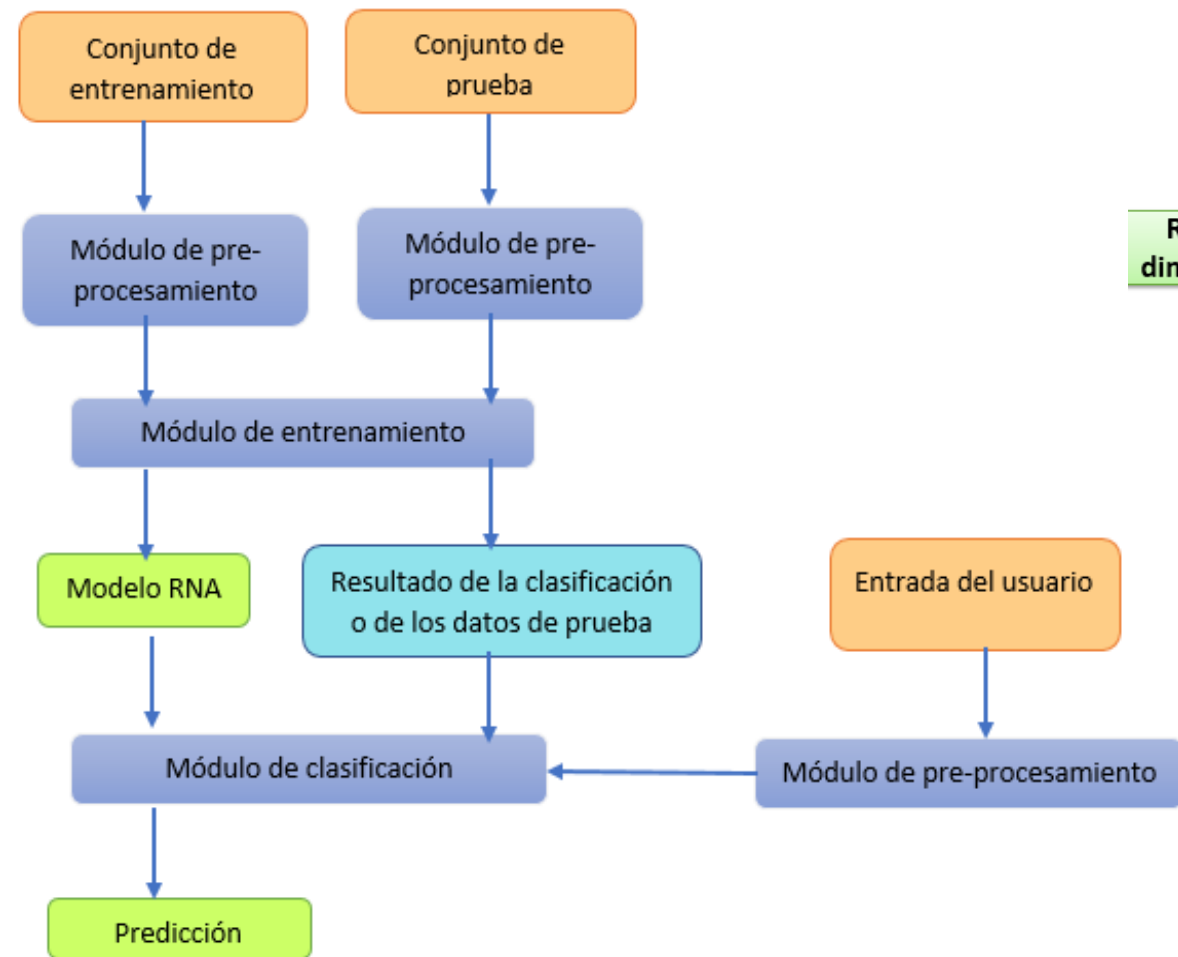 Conjunto de
entrenamiento
Conjunto de
prueba
Módulo de pre-
procesamiento
Módulo de pre-
procesamiento
R
din
Módulo de entrenamiento
Modelo RNA
Resultado de la clasificación
o de los datos de prueba
Entrada del usuario
Módulo de clasificación
Módulo de pre-procesamiento
Predicción